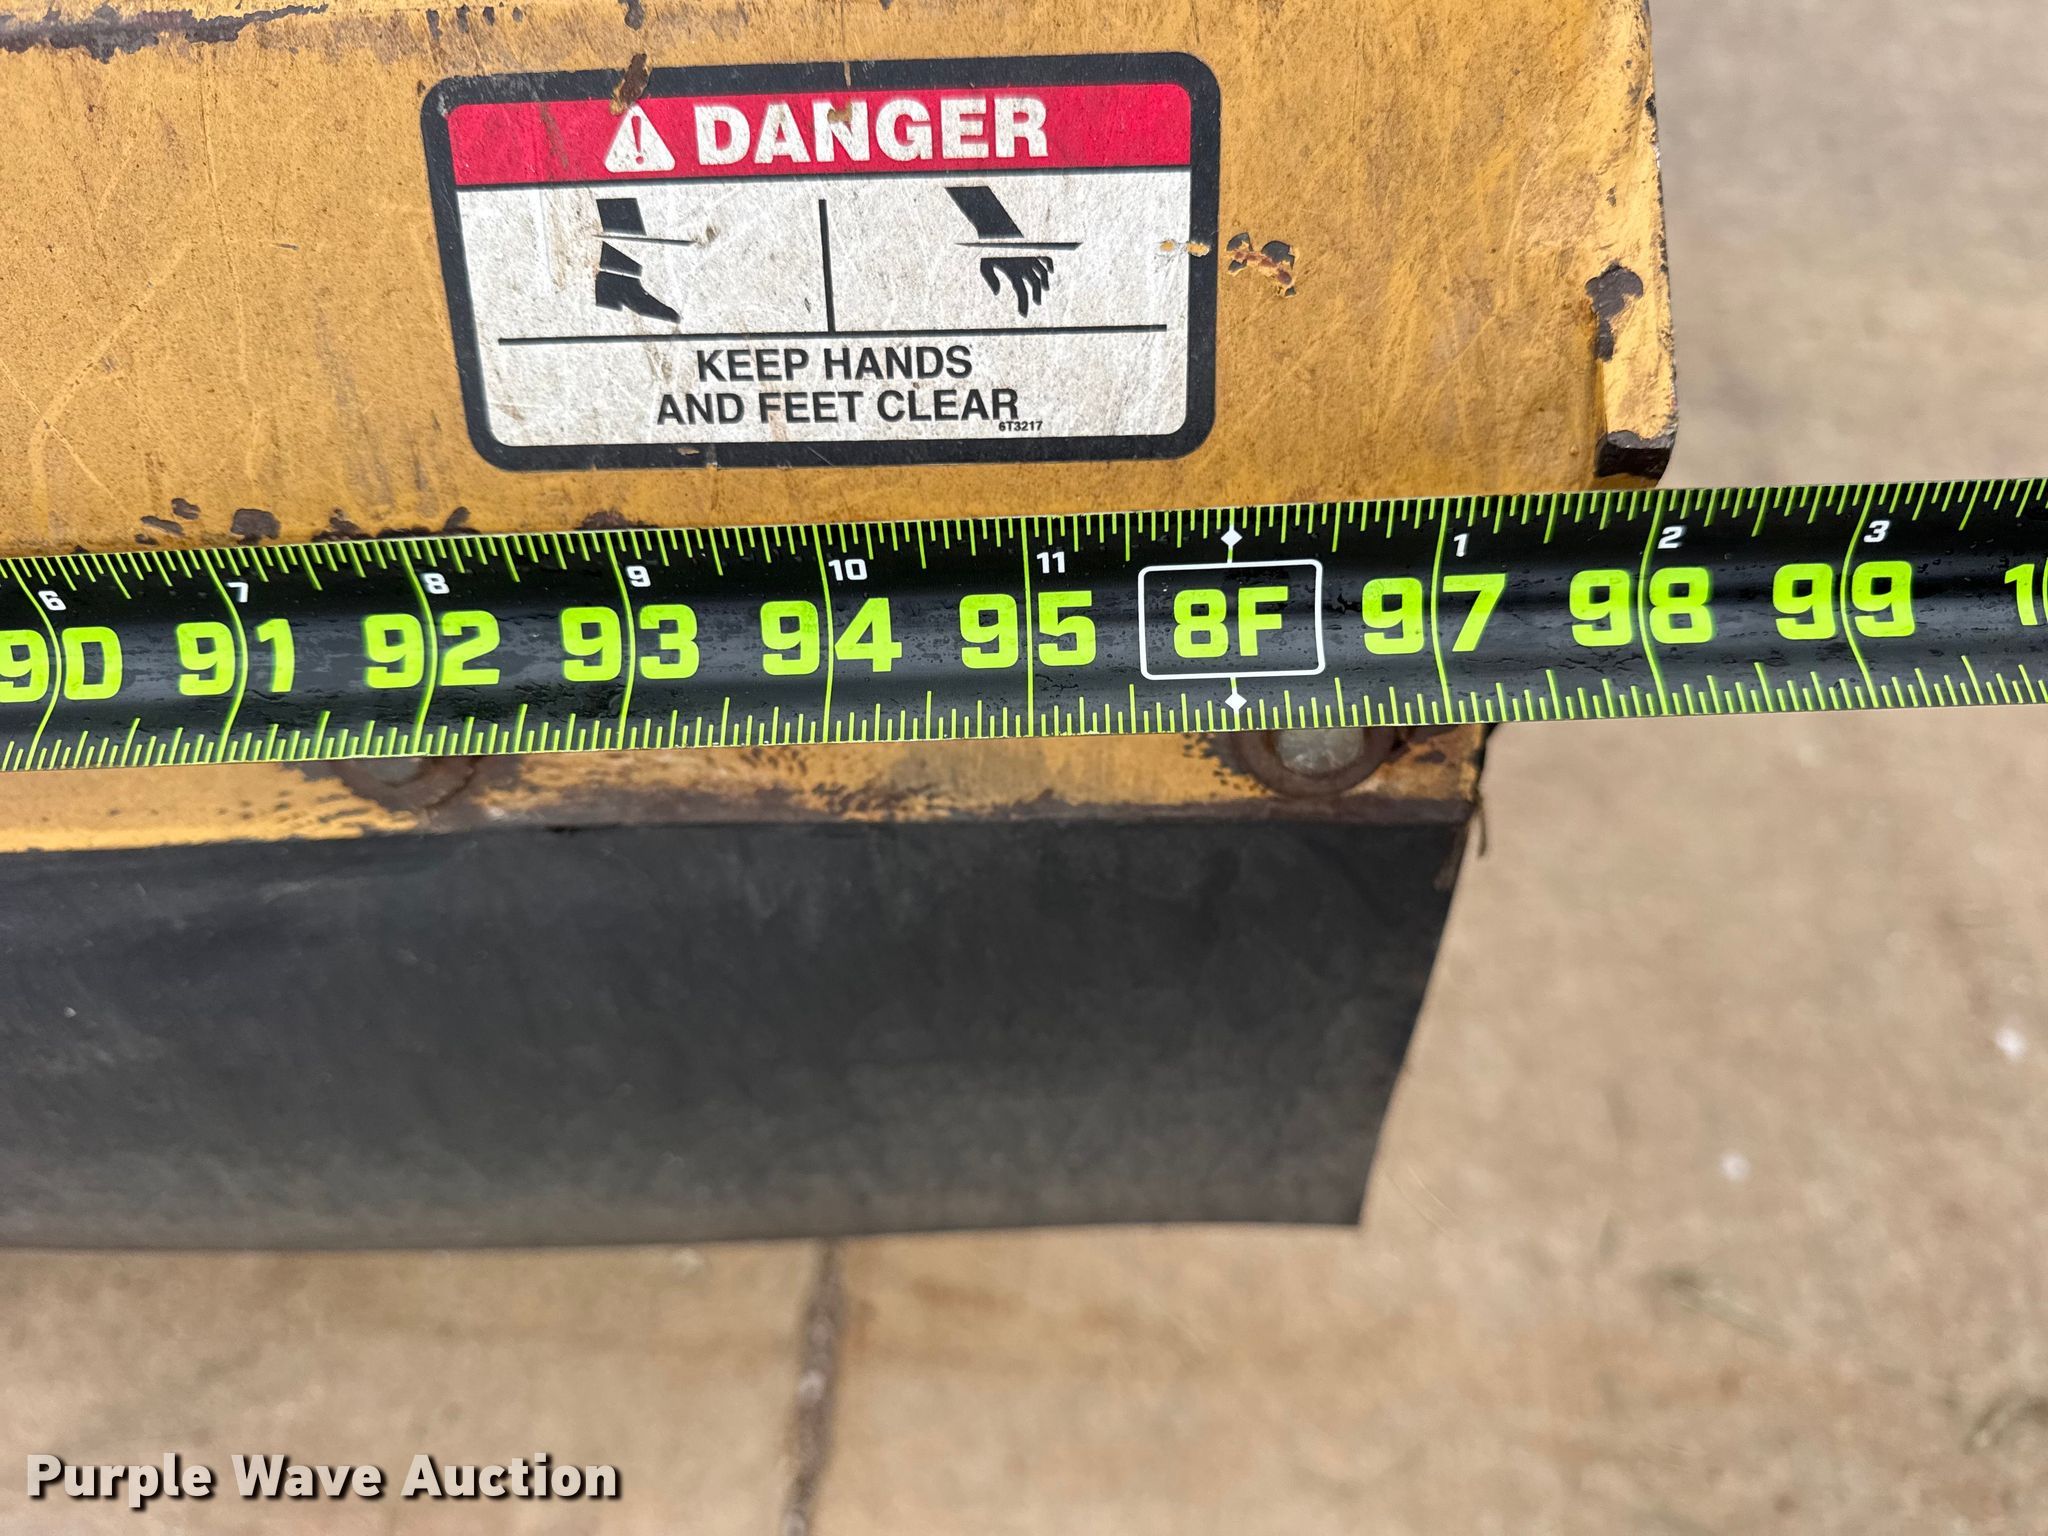 DANGER
KEEP HANDS
AND FEET CLEAR
6T3217
6 7 8 9 10 11 1 2 3
90 91 92 93 94 95 8F 97 98 99
Purple Wave Auction